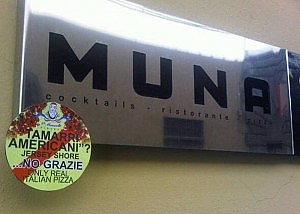 MUNA
cocktails - ristorante
"TAMARRI
AMERICANI"?
JERSEY SHORE
...NO GRAZIE
ONLY REAL
ITALIAN PIZZA